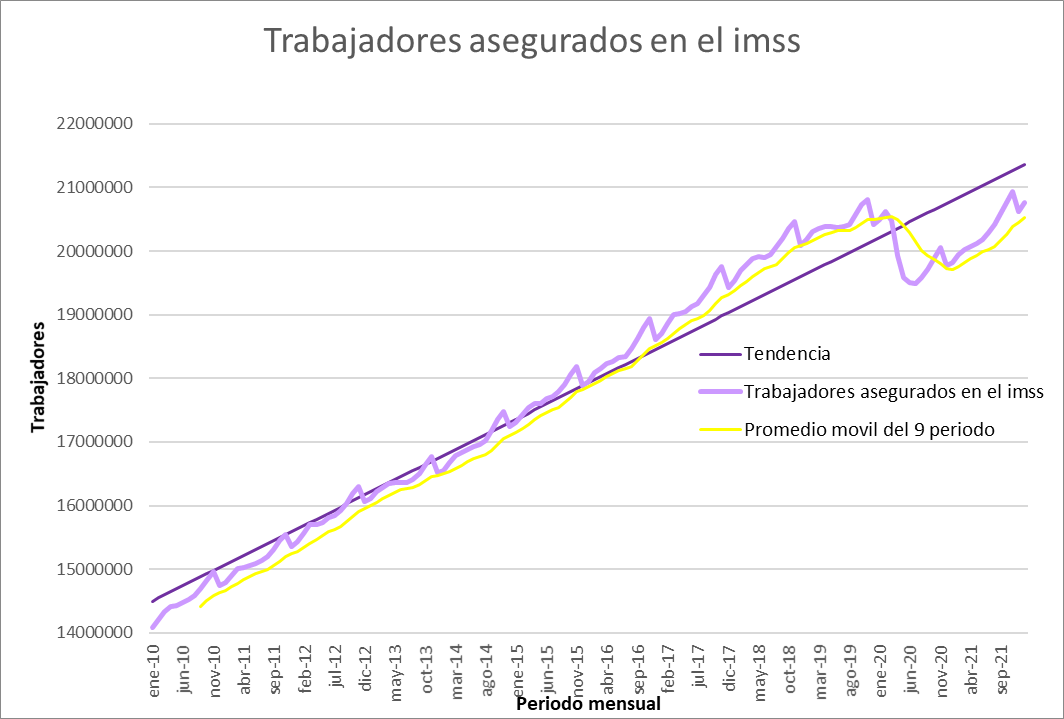 Trabajadores asegurados en el imss
22000000
21000000
20000000
19000000
18000000
17000000
16000000
15000000
14000000
Trabajadores
Tendencia
Trabajadores asegurados en el imss
Promedio movil del 9 periodo
ene-10
jun-10
nov-10
abr-11
sep-11
feb-12
jul-12
dic-12
may-13
oct-13
mar-14
ago-14
ene-15
jun-15
nov-15
abr-16
sep-16
feb-17
jul-17
dic-17
may-18
oct-18
mar-19
ago-19
ene-20
jun-20
nov-20
abr-21
sep-21
Periodo mensual